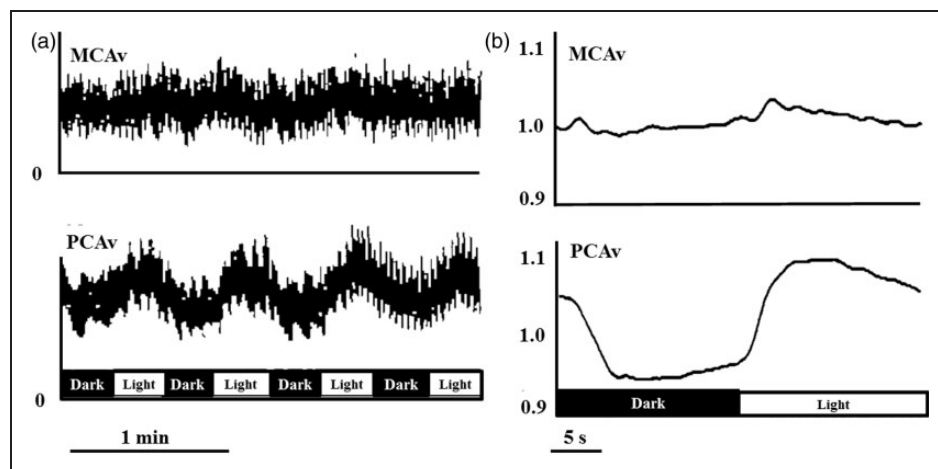 (a)
MCAv
0
PCAv
Dark Light Dark Light Dark Light Dark Light
0
1 min
(b)
1.1
MCAv
1.0
0.9
1.1
PCAv
1.0
0.9
Dark Light
5 s